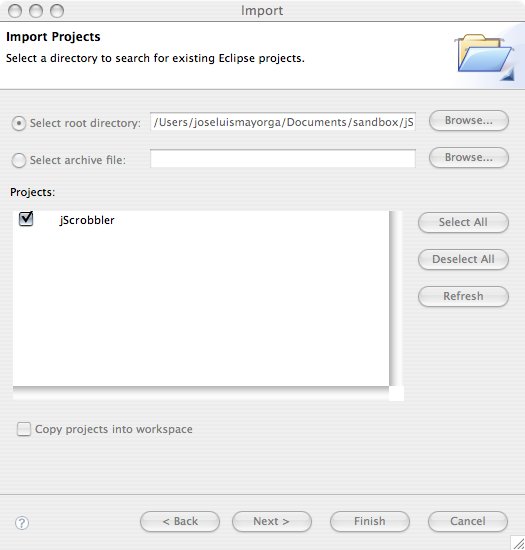 Import
Import Projects
Select a directory to search for existing Eclipse projects.
Select root directory: /Users/joseluismayorga/Documents/sandbox/jS Browse...
Select archive file: Browse...
Projects:
jScrobbler
Select All
Deselect All
Refresh
Copy projects into workspace
? < Back Next > Finish Cancel